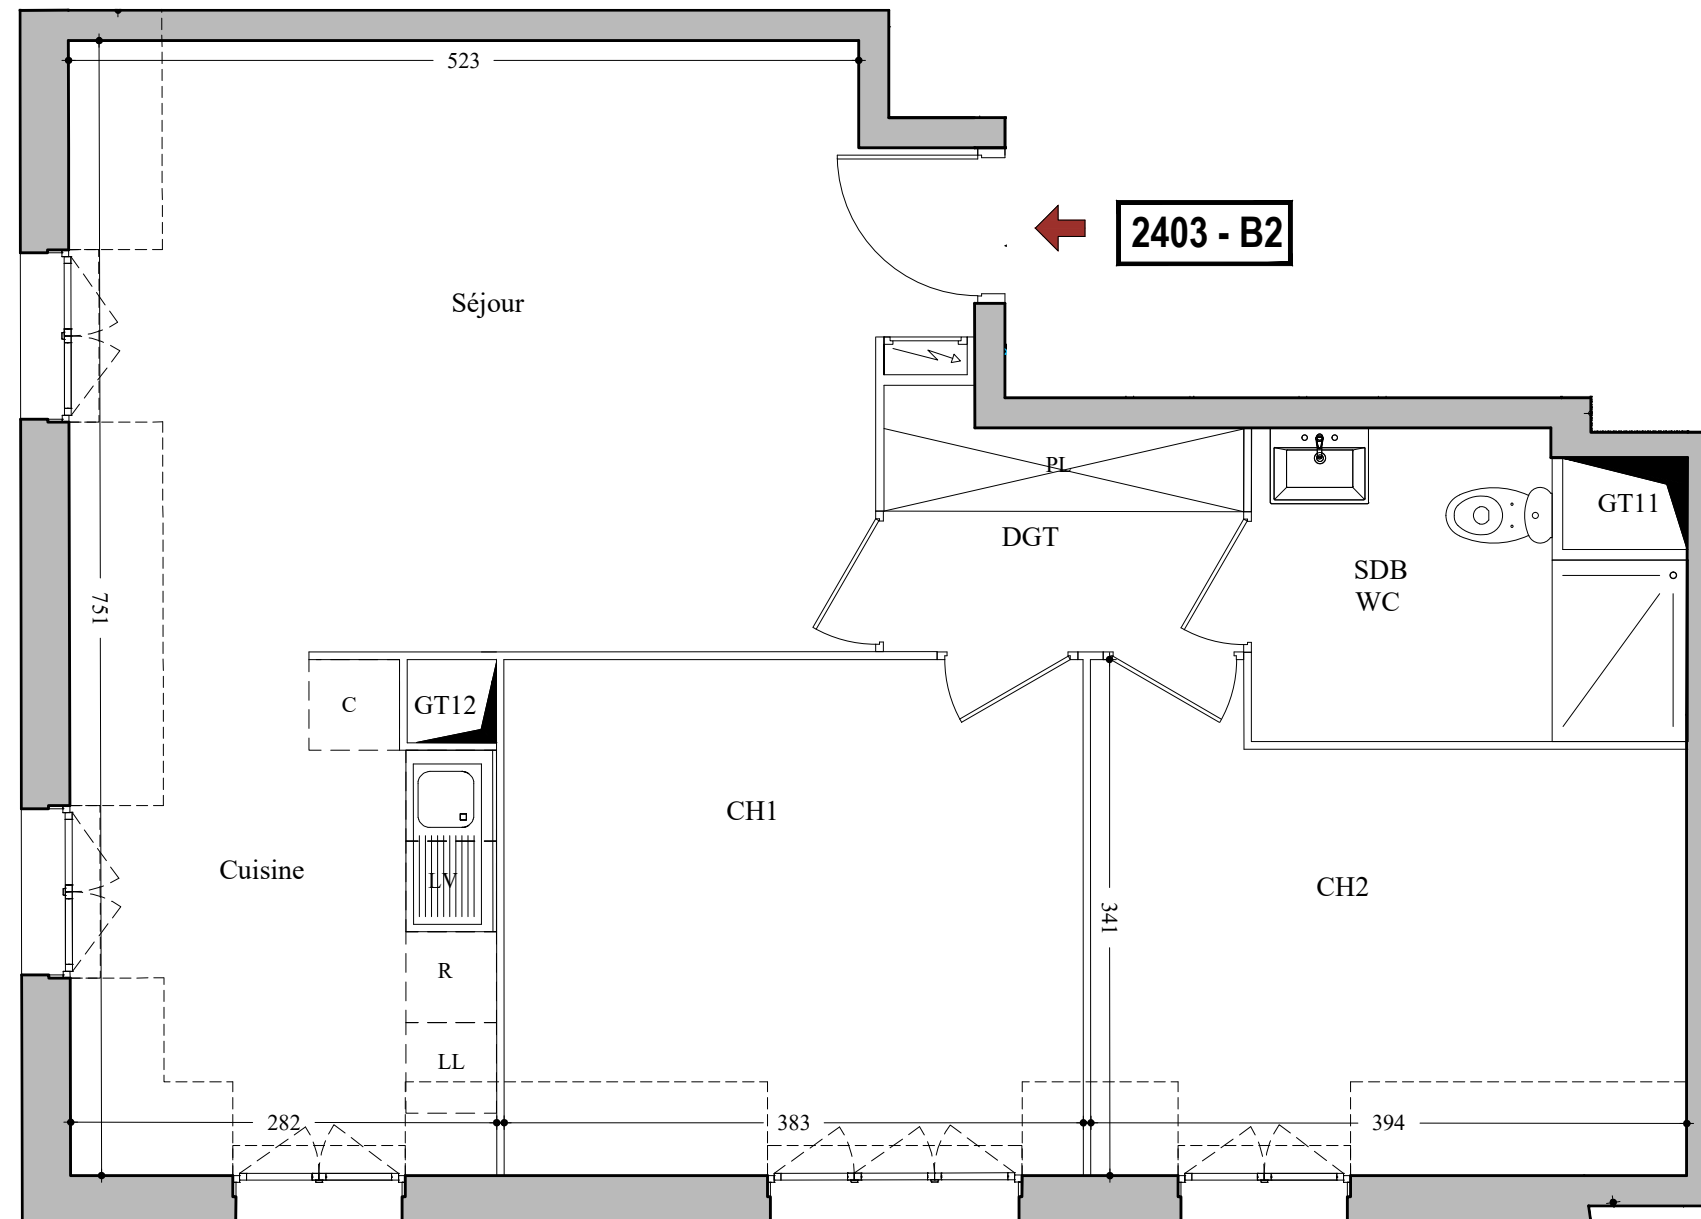 523
2403 - B2
Séjour
PL
GT11
DGT
SDB
WC
751
C
GT12
CH1
Cuisine
LV
CH2
341
R
LL
282
383
394